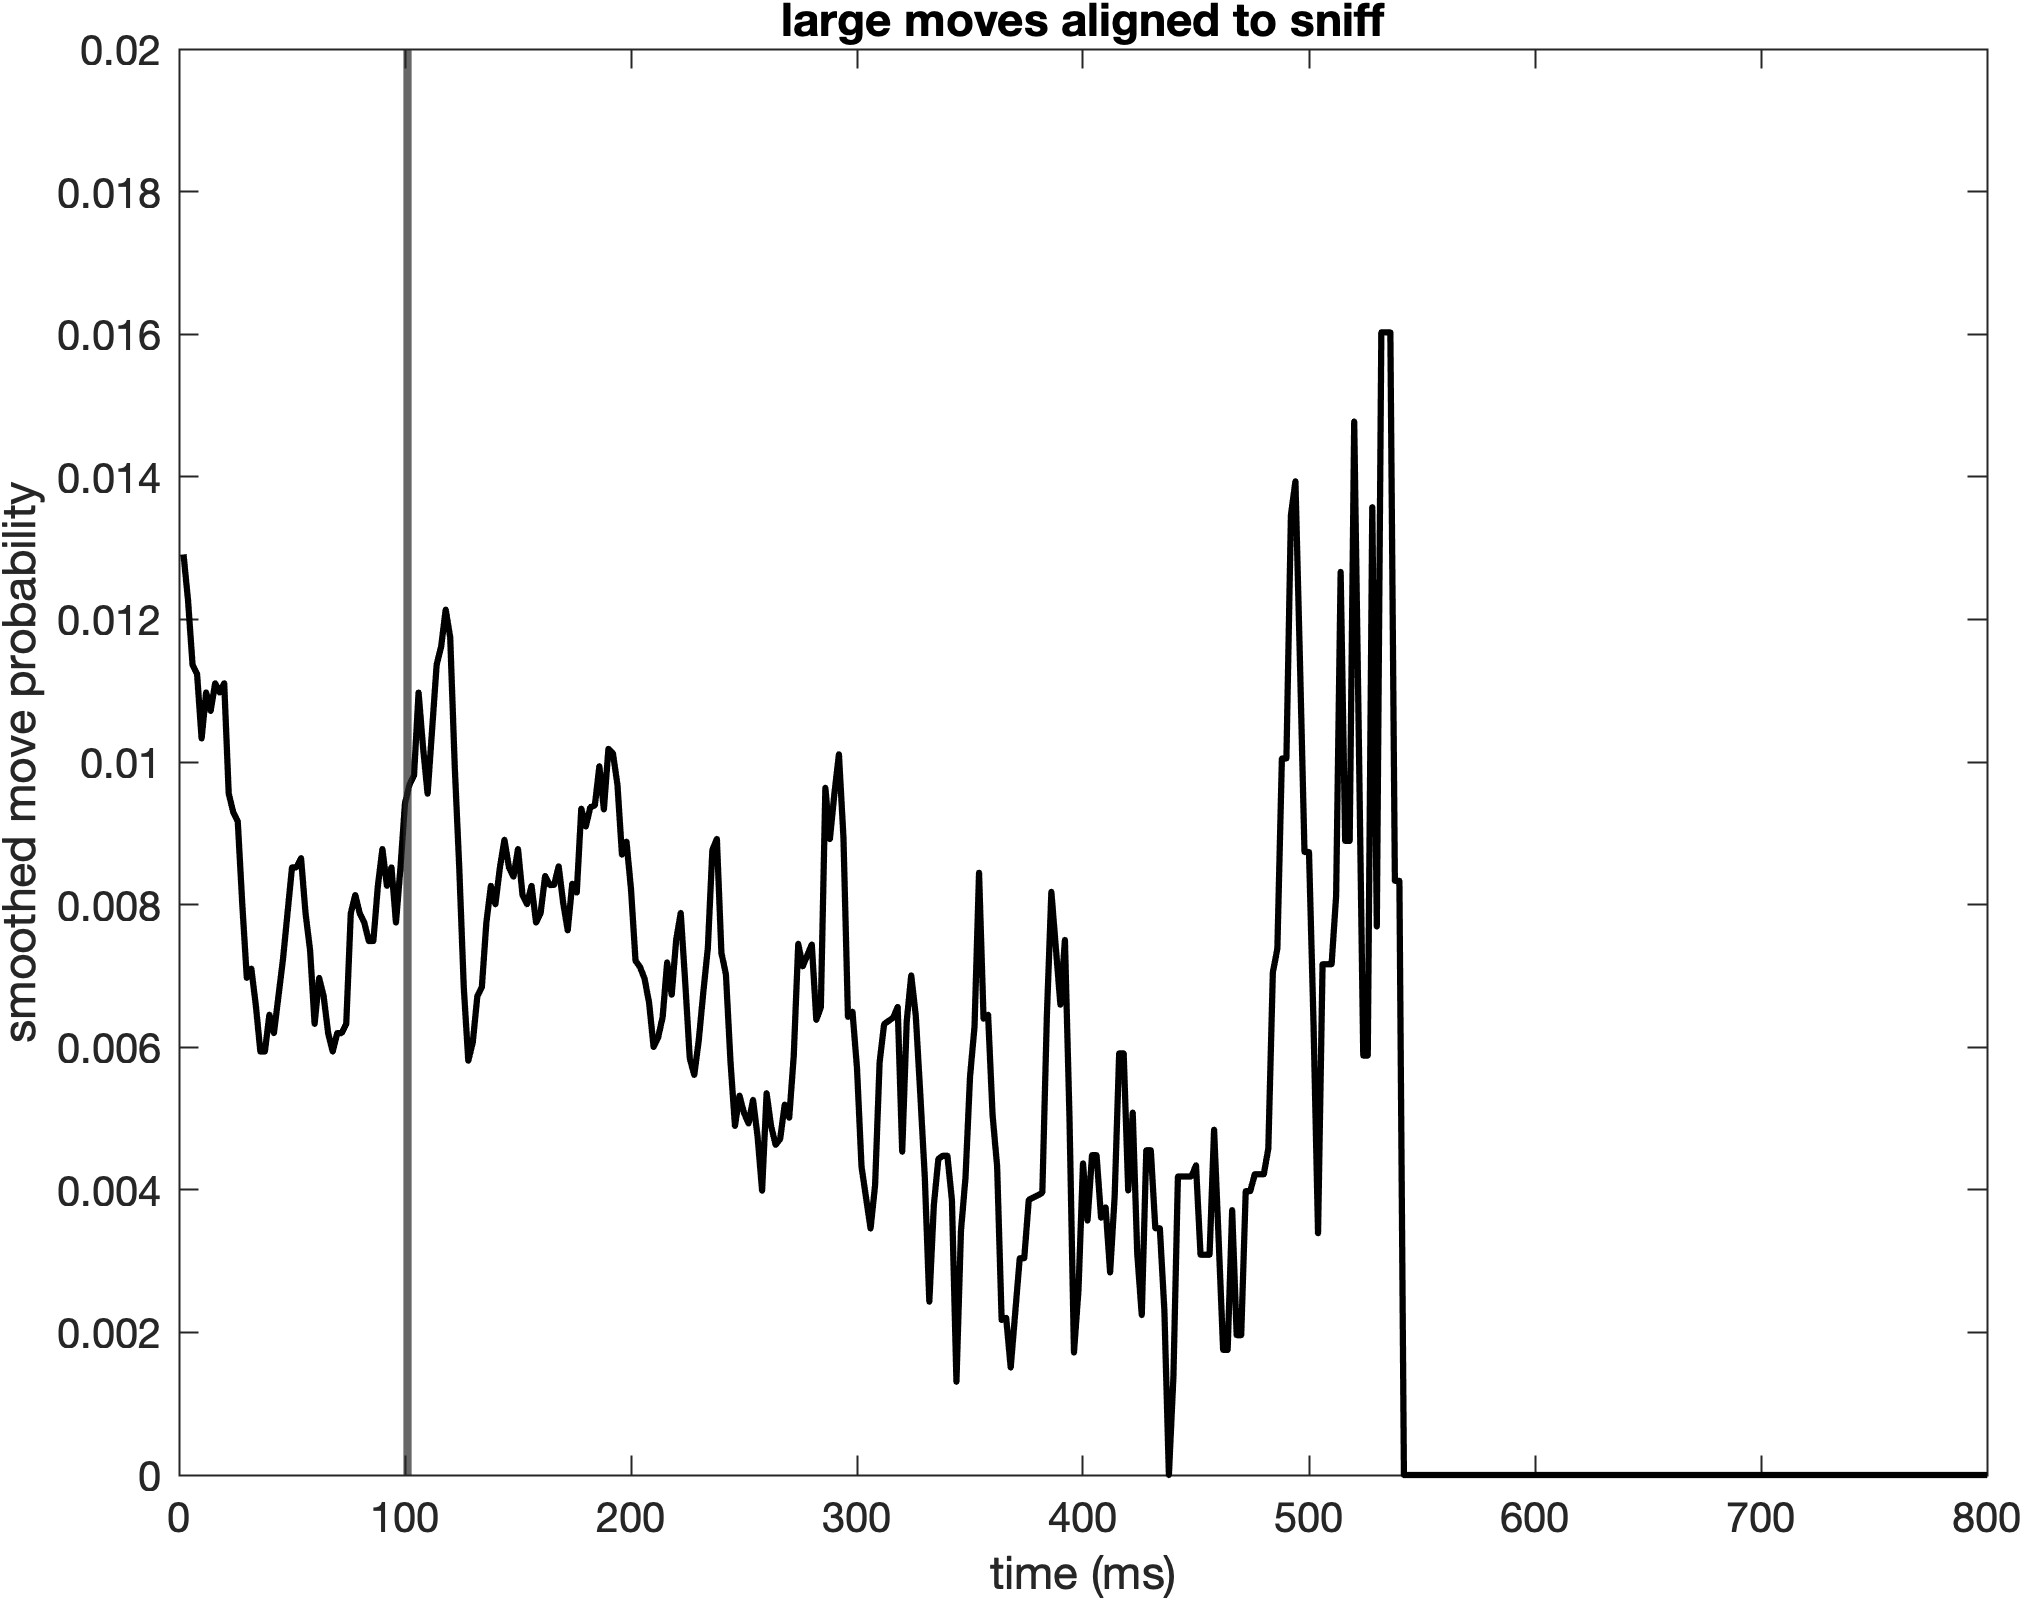 large moves aligned to sniff
0.02
0.018
0.016
0.014
0.012
0.01
0.008
0.006
0.004
0.002
0
smoothed move probability
0 100 200 300 400 500 600 700 800
time (ms)